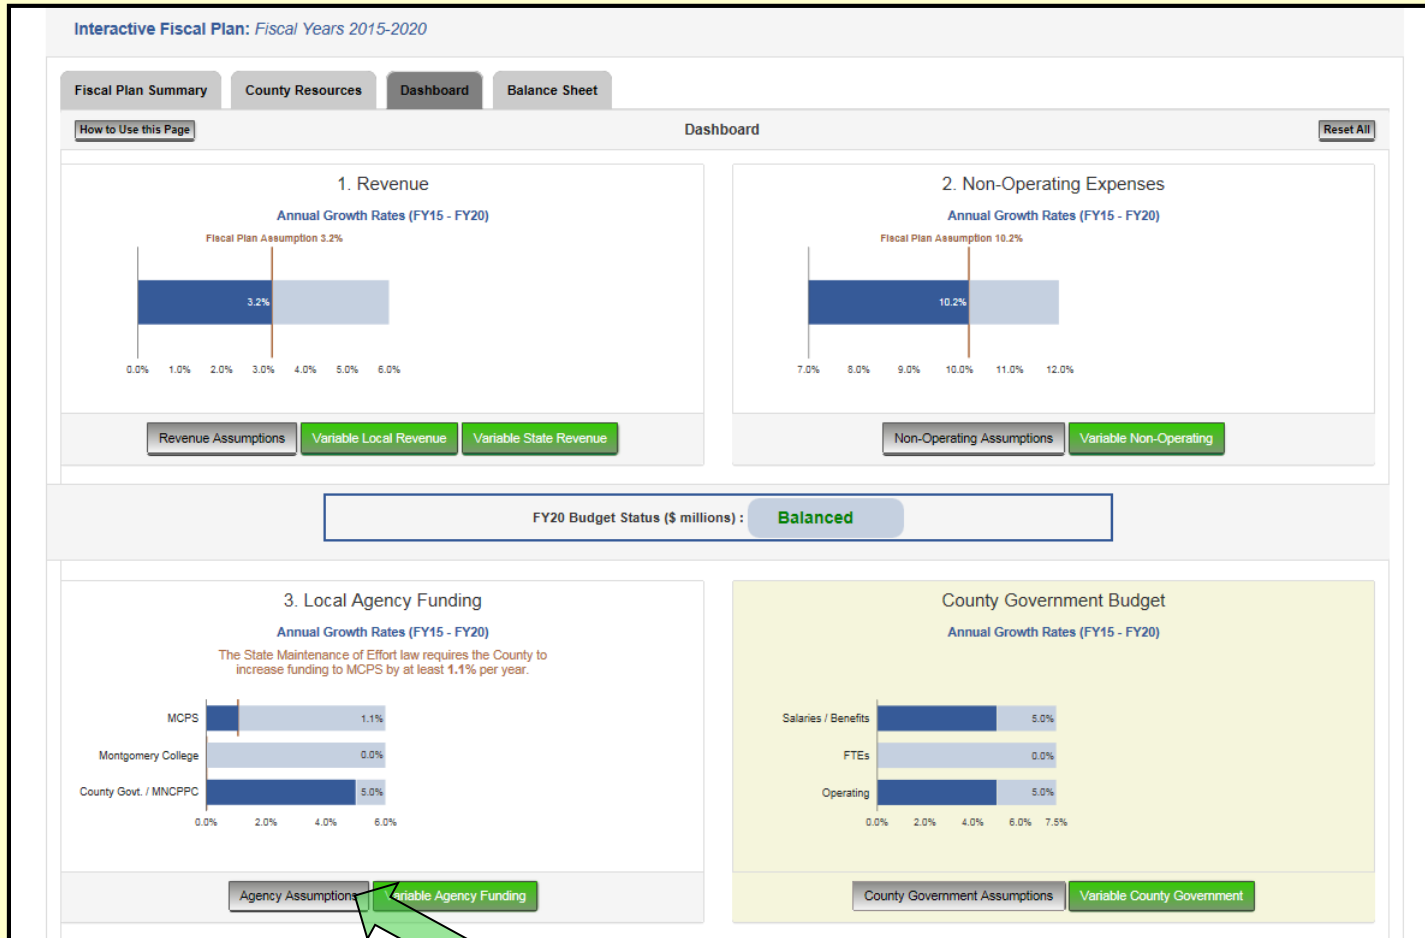 Interactive Fiscal Plan: Fiscal Years 2015-2020
Fiscal Plan Summary County Resources Dashboard Balance Sheet
How to Use this Page Dashboard Reset All
1. Revenue
Annual Growth Rates (FY15 - FY20)
Fiscal Plan Assumption 3.2%
3.2%
0.0% 1.0% 2.0% 3.0% 4.0% 5.0% 6.0%
Revenue Assumptions Variable Local Revenue Variable State Revenue
2. Non-Operating Expenses
Annual Growth Rates (FY15 - FY20)
Fiscal Plan Assumption 10.2%
10.2%
7.0% 8.0% 9.0% 10.0% 11.0% 12.0%
Non-Operating Assumptions Variable Non-Operating
FY20 Budget Status ($ millions) : Balanced
3. Local Agency Funding
Annual Growth Rates (FY15 - FY20)
The State Maintenance of Effort law requires the County to
increase funding to MCPS by at least 1.1% per year.
MCPS 1.1%
Montgomery College 0.0%
County Govt. / MNCPPC 5.0%
0.0% 2.0% 4.0% 6.0%
Agency Assumptions Variable Agency Funding
County Government Budget
Annual Growth Rates (FY15 - FY20)
Salaries / Benefits 5.0%
FTEs 0.0%
Operating 5.0%
0.0% 2.0% 4.0% 6.0% 7.5%
County Government Assumptions Variable County Government